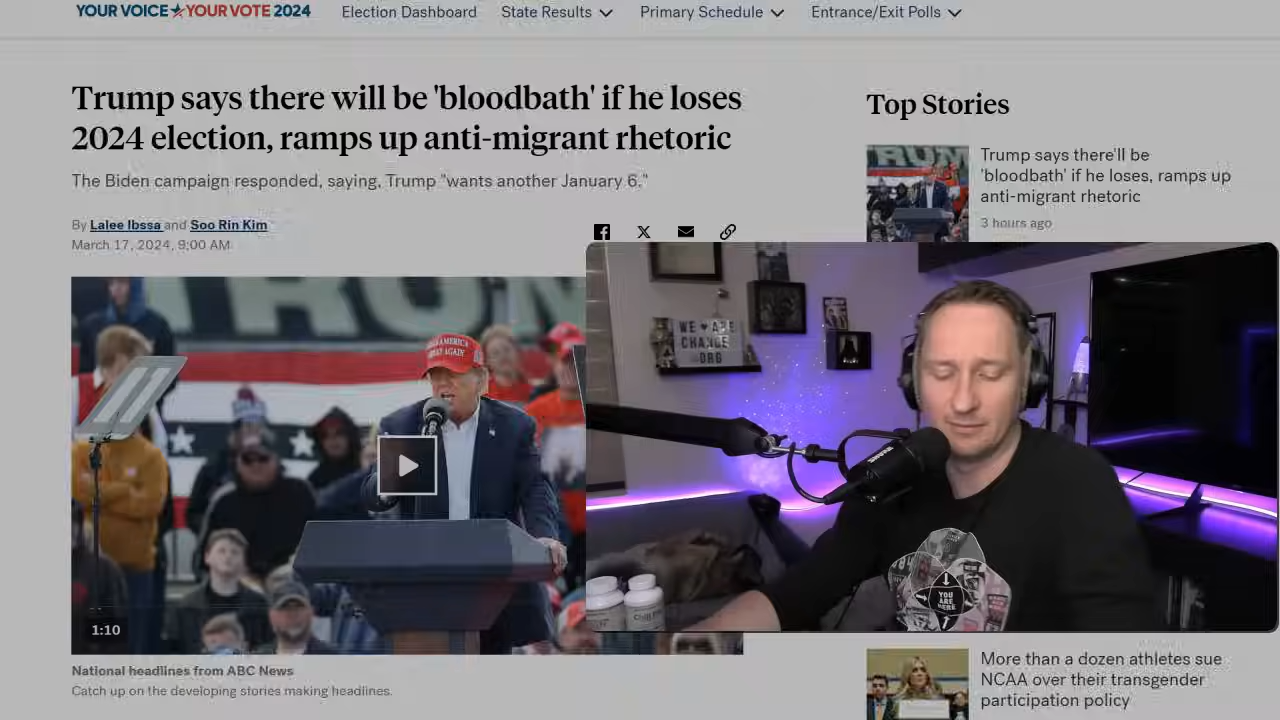 YOUR VOICE YOUR VOTE 2024
Election Dashboard
State Results
Primary Schedule
Entrance/Exit Polls
Trump says there will be 'bloodbath' if he loses
2024 election, ramps up anti-migrant rhetoric
The Biden campaign responded, saying, Trump "wants another January 6."
By Lalee Ibssa and Soo Rin Kim
March 17, 2024, 9:00 AM
TRUM
MAKE AMERICA
GREAT AGAIN
1:10
National headlines from ABC News
Catch up on the developing stories making headlines.
Top Stories
Trump says there'll be
'bloodbath' if he loses, ramps up
anti-migrant rhetoric
3 hours ago
WE ♥ ARE
CHANGE
.ORG
YOU
ARE
HERE
More than a dozen athletes sue
NCAA over their transgender
participation policy